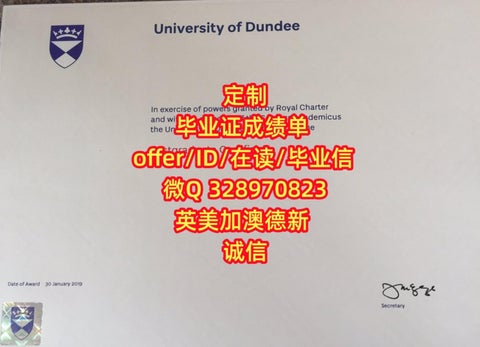 University of Dundee
定制
In exercise of powers granted by Royal Charter
毕业证成绩单
the
offer/ID/在读/毕业信
微Q 328970823
英美加澳德新
诚信
Date of Award 30 January 2019
Secretary